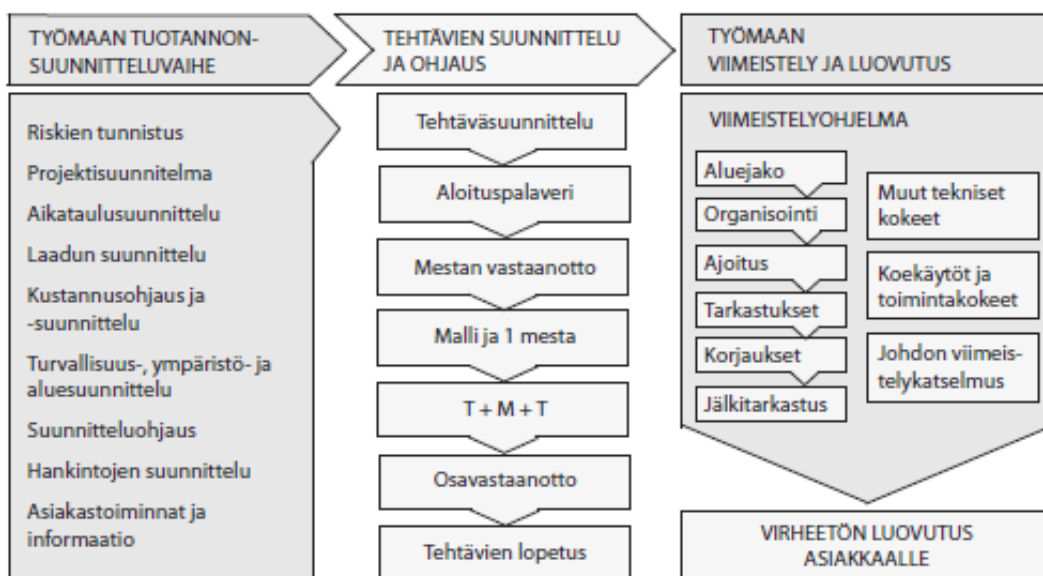 TYÖMAAN TUOTANNON-
SUUNNITTELUVAIHE
Riskien tunnistus
Projektisuunnitelma
Aikataulusuunnittelu
Laadun suunnittelu
Kustannusohjaus ja
-suunnittelu
Turvallisuus-, ympäristö- ja
aluesuunnittelu
Suunnitteluohjaus
Hankintojen suunnittelu
Asiakastoiminnat ja
informaatio
TEHTÄVIEN SUUNNITTELU
JA OHJAUS
Tehtäväsuunnittelu
Aloituspalaveri
Mestan vastaanotto
Malli ja 1 mesta
T + M + T
Osavastaanotto
Tehtävien lopetus
TYÖMAAN
VIIMEISTELY JA LUOVUTUS
VIIMEISTELYOHJELMA
Aluejako
Organisointi
Ajoitus
Tarkastukset
Korjaukset
Jälkitarkastus
Muut tekniset
kokeet
Koekäytöt ja
toimintakokeet
Johdon viimeis-
telykatselmus
VIRHEETÖN LUOVUTUS
ASIAKKAALLE